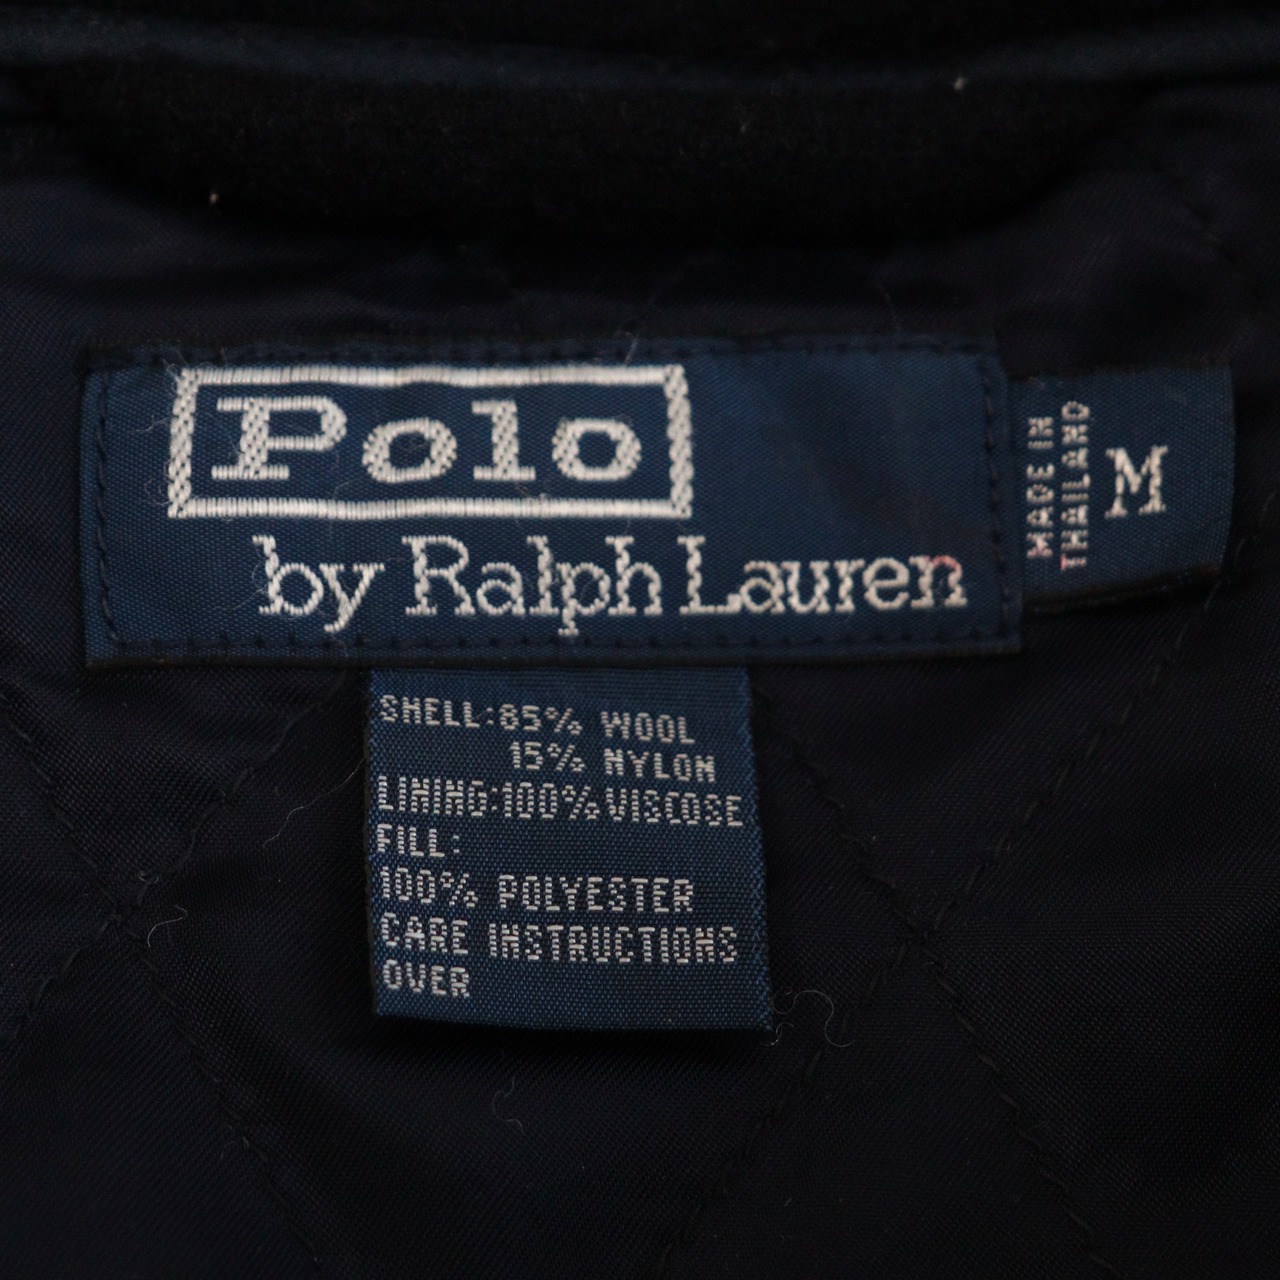 Polo
by Ralph Lauren
MADE IN
THAILAND
M
SHELL:85% WOOL
15% NYLON
LINING:100% VISCOSE
FILL:
100% POLYESTER
CARE INSTRUCTIONS
OVER